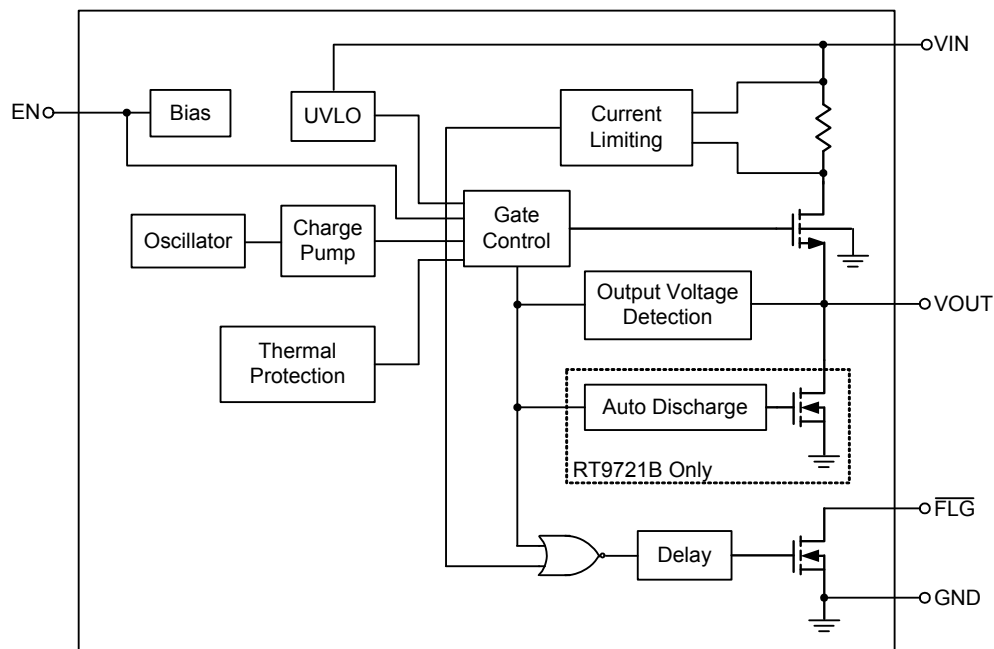 VIN
EN
Bias
UVLO
Current
Limiting
Gate
Control
Oscillator
Charge
Pump
Output Voltage
Detection
VOUT
Thermal
Protection
Auto Discharge
RT9721B Only
FLG
Delay
GND